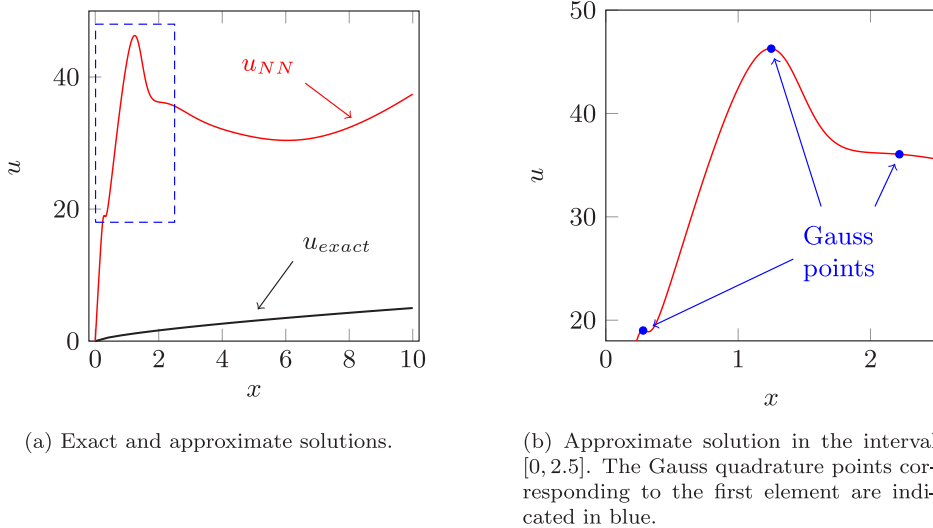 40
20
0
u
u_NN
u_exact
0 2 4 6 8 10
x
(a) Exact and approximate solutions.
50
40
30
20
u
Gauss
points
0 1 2
x
(b) Approximate solution in the interval
[0, 2.5]. The Gauss quadrature points cor-
responding to the first element are indi-
cated in blue.